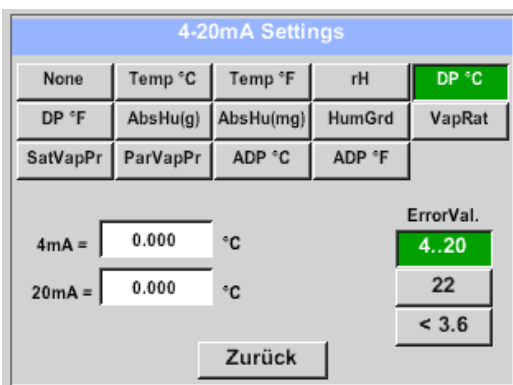 4-20mA Settings
None Temp °C Temp °F rH DP °C
DP °F AbsHu(g) AbsHu(mg) HumGrd VapRat
SatVapPr ParVapPr ADP °C ADP °F
ErrorVal.
4mA = 0.000 °C 4..20
20mA = 0.000 °C 22
< 3.6
Zurück